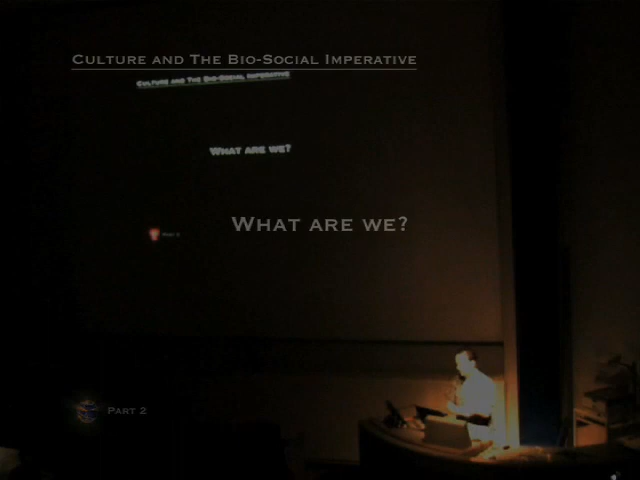 Culture and The Bio-Social Imperative
Culture and The Bio-Social Imperative
What are we?
What are we?
Part 2